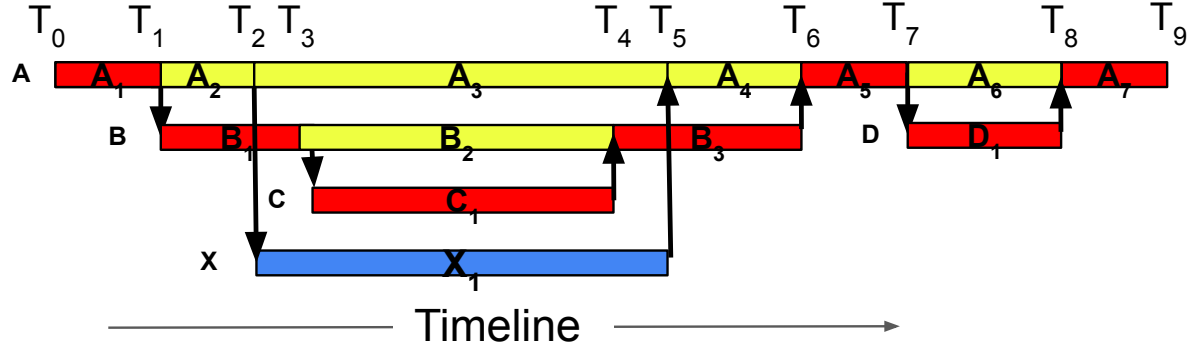 T0 T1 T2 T3 T4 T5 T6 T7 T8 T9
A A1 A2 A3 A4 A5 A6 A7
B B1 B2 B3 D D1
C C1
X X1
Timeline